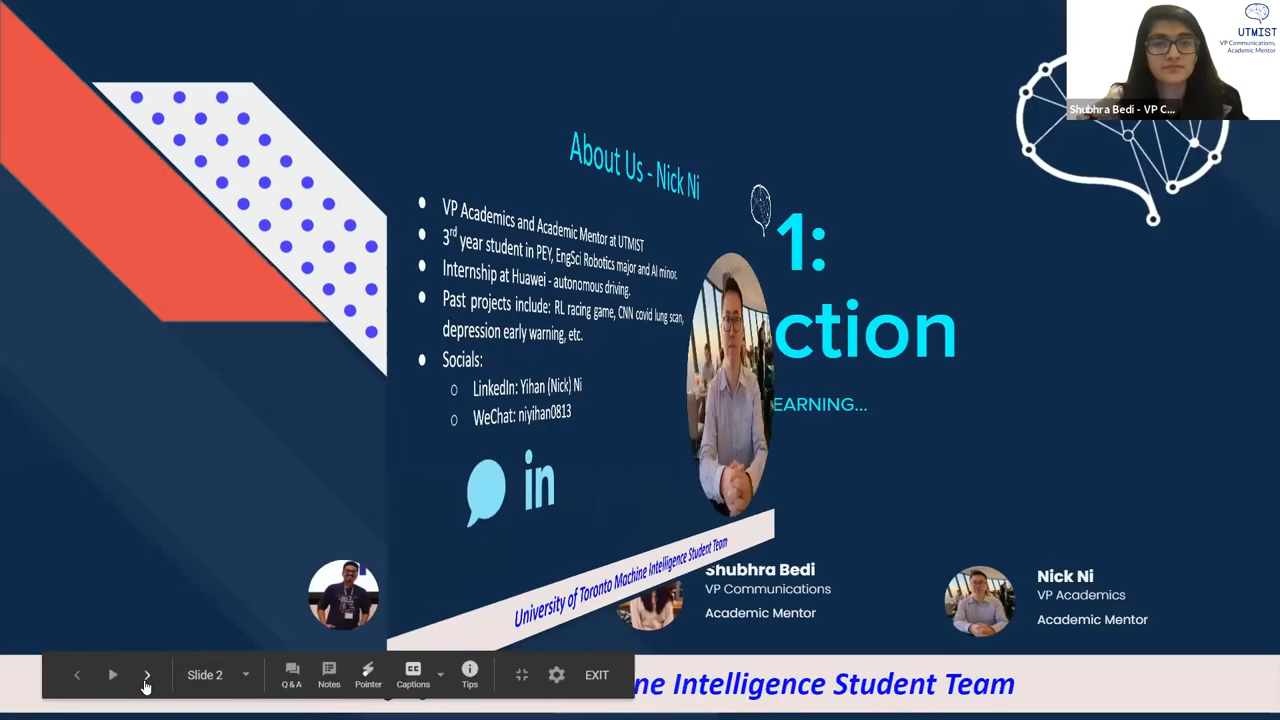 UTMIST
VP Communications,
Academic Mentor
Shubhra Bedi - VP C...
About Us - Nick Ni
VP Academics and Academic Mentor at UTMIST
3rd year student in PEY, EngSci Robotics major and AI minor.
Internship at Huawei - autonomous driving.
Past projects include: RL racing game, CNN covid lung scan,
depression early warning, etc.
Socials:
LinkedIn: Yihan (Nick) Ni
WeChat: niyihan0813
in
University of Toronto Machine Intelligence Student Team
1:
ction
EARNING...
Shubhra Bedi
VP Communications
Academic Mentor
Nick Ni
VP Academics
Academic Mentor
Slide 2
Q & A
Notes
Pointer
CC
Captions
Tips
EXIT
ne Intelligence Student Team